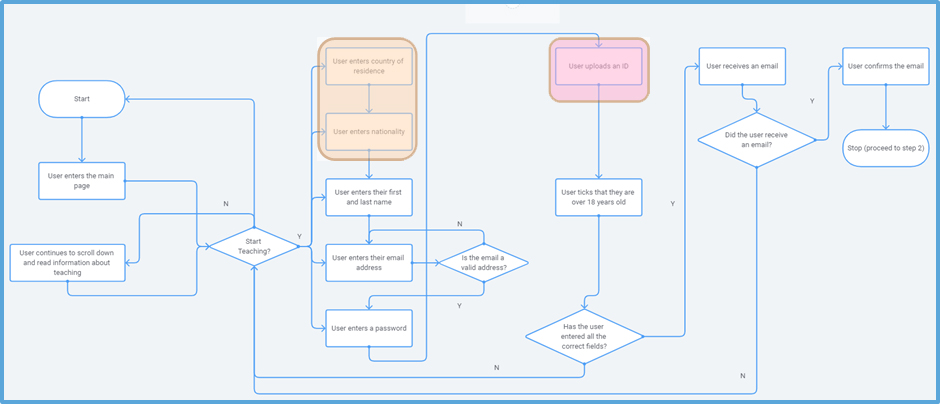 Start
User enters the main
page
User continues to scroll down
and read information about
teaching
N
Start
Teaching?
Y
User enters country of
residence
User enters nationality
User enters their first
and last name
User enters their email
address
N
Is the email a
valid address?
Y
User enters a password
User uploads an ID
User ticks that they are
over 18 years old
Has the user
entered all the
correct fields?
N
Y
User receives an email
Did the user receive
an email?
Y
N
User confirms the email
Stop (proceed to step 2)